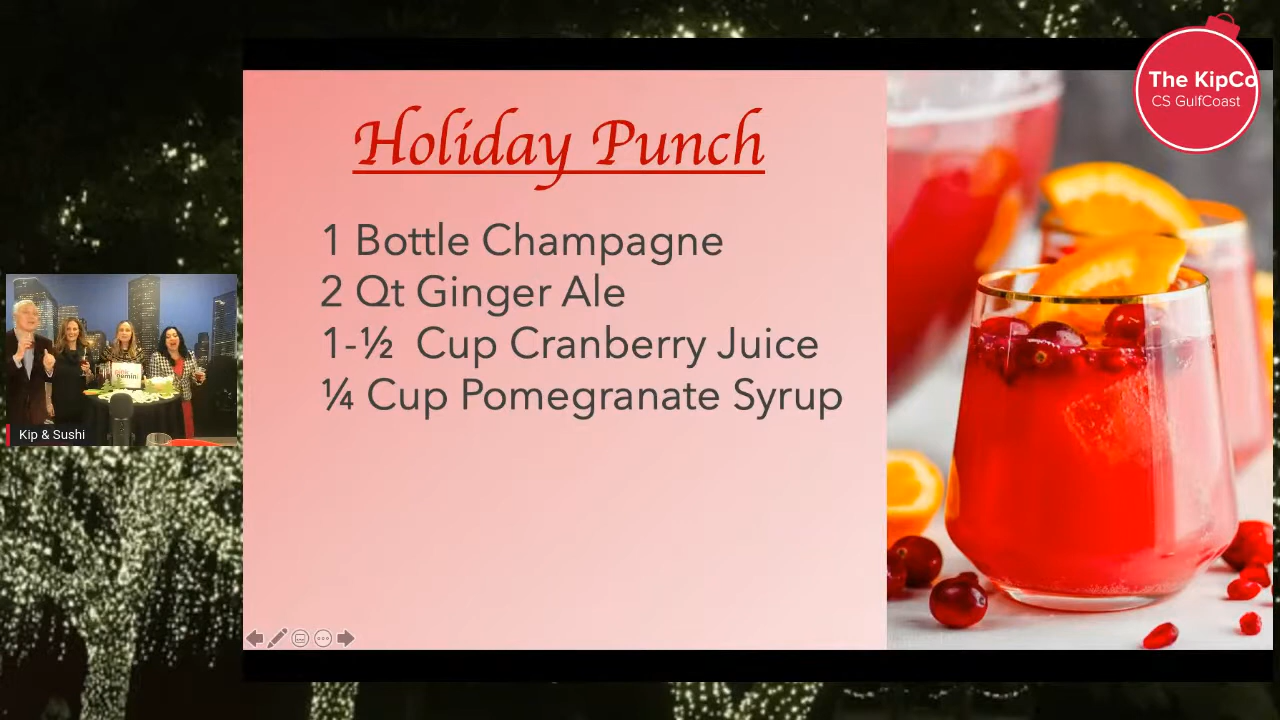 The KipCo
CS GulfCoast
Holiday Punch
1 Bottle Champagne
2 Qt Ginger Ale
1-½ Cup Cranberry Juice
¼ Cup Pomegranate Syrup
Kip & Sushi